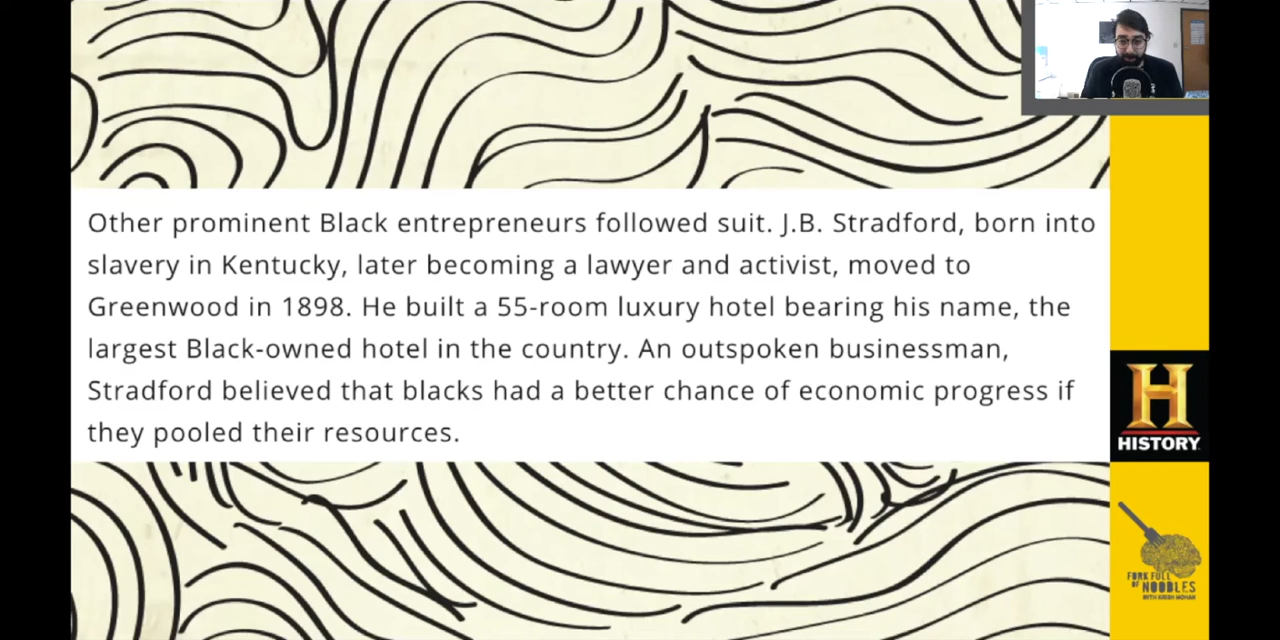 Other prominent Black entrepreneurs followed suit. J.B. Stradford, born into
slavery in Kentucky, later becoming a lawyer and activist, moved to
Greenwood in 1898. He built a 55-room luxury hotel bearing his name, the
largest Black-owned hotel in the country. An outspoken businessman,
Stradford believed that blacks had a better chance of economic progress if
they pooled their resources.
H
HISTORY
FORK FULL
OF NOODLES
WITH KRISH MOHAN